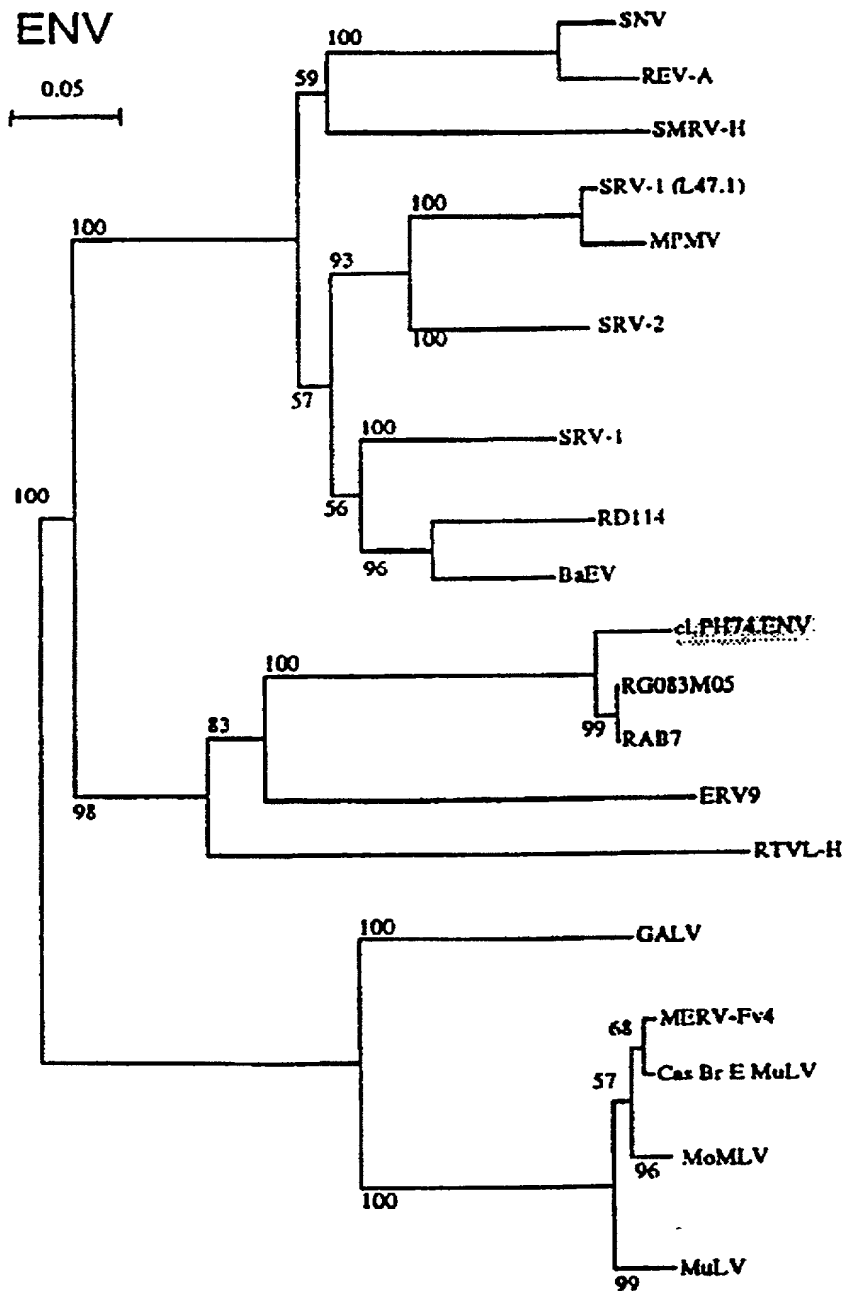 ENV
0.05
SNV
100
REV-A
59
SMRV-H
SRV-1 (L47.1)
100
MPMV
100
93
SRV-2
100
57
100
SRV-1
100
56
RD114
96
BaEV
cLPH74.ENV
100
RG083M05
83
99
RAB7
98
ERV9
RTVL-H
100
GALV
68
MERV-Fv4
57
Cas Br E MuLV
96
MoMLV
100
99
MuLV